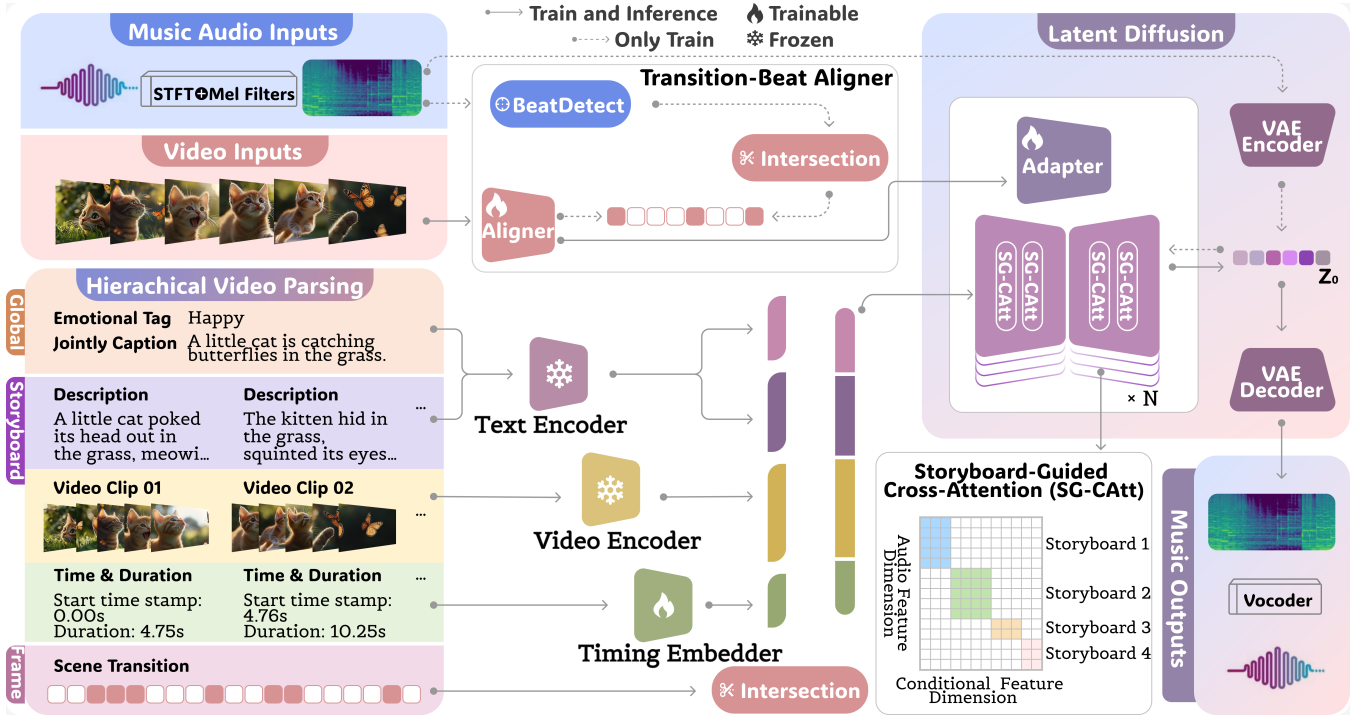 Train and Inference
Trainable
Only Train
Frozen
Music Audio Inputs
STFT Mel Filters
Video Inputs
Transition-Beat Aligner
BeatDetect
Intersection
Aligner
Latent Diffusion
Adapter
SG-CAtt
SG-CAtt
SG-CAtt
SG-CAtt
× N
VAE
Encoder
Z₀
VAE
Decoder
Hierachical Video Parsing
Global
Emotional Tag Happy
Jointly Caption A little cat is catching
butterflies in the grass.
Storyboard
Description
A little cat poked
its head out in
the grass, meowi...
Description
The kitten hid in
the grass,
squinted its eyes...
...
Video Clip 01
Video Clip 02
...
Time & Duration
Start time stamp:
0.00s
Duration: 4.75s
Time & Duration
Start time stamp:
4.76s
Duration: 10.25s
...
Frame
Scene Transition
Text Encoder
Video Encoder
Timing Embedder
Intersection
Storyboard-Guided
Cross-Attention (SG-CAtt)
Audio Feature
Dimension
Storyboard 1
Storyboard 2
Storyboard 3
Storyboard 4
Conditional Feature
Dimension
Music Outputs
Vocoder